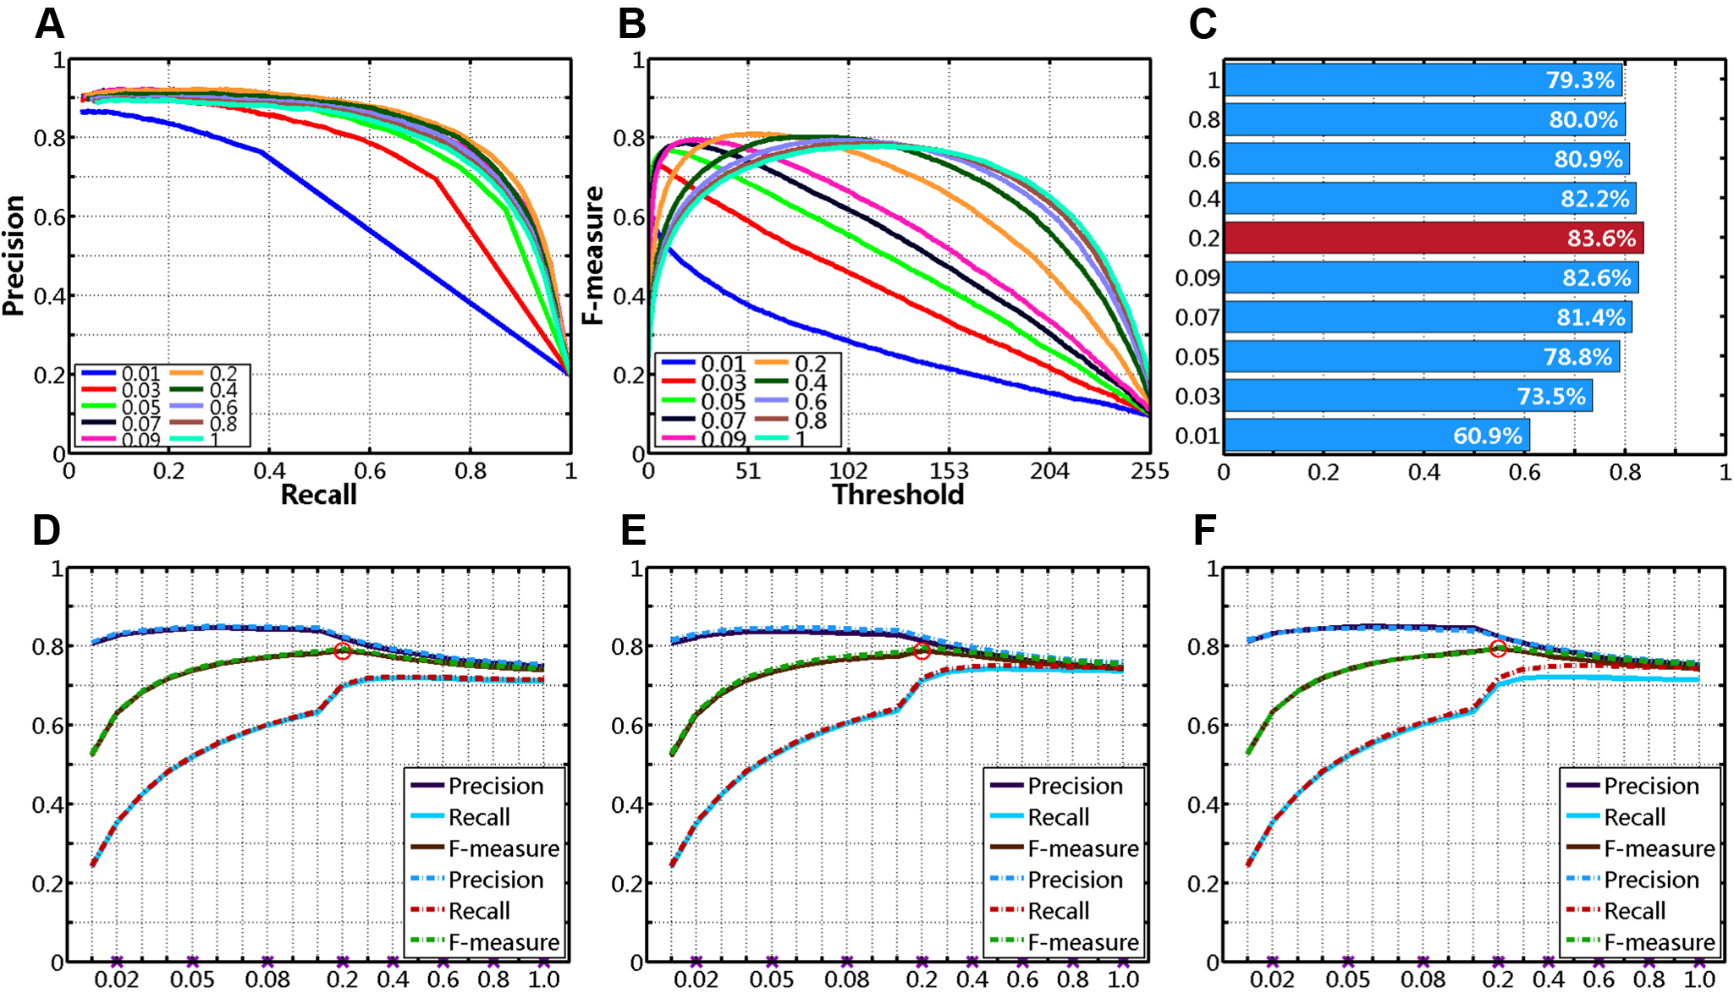 A
B
C
Precision
1
0.8
0.6
0.4
0.2
0
0.01 0.2
0.03 0.4
0.05 0.6
0.07 0.8
0.09 1
0 0.2 0.4 0.6 0.8 1
Recall
F-measure
1
0.8
0.6
0.4
0.2
0
0.01 0.2
0.03 0.4
0.05 0.6
0.07 0.8
0.09 1
0 51 102 153 204 255
Threshold
1 79.3%
0.8 80.0%
0.6 80.9%
0.4 82.2%
0.2 83.6%
0.09 82.6%
0.07 81.4%
0.05 78.8%
0.03 73.5%
0.01 60.9%
0 0.2 0.4 0.6 0.8 1
D
E
F
1
0.8
0.6
0.4
0.2
0
Precision
Recall
F-measure
Precision
Recall
F-measure
0.02 0.05 0.08 0.2 0.4 0.6 0.8 1.0
1
0.8
0.6
0.4
0.2
0
Precision
Recall
F-measure
Precision
Recall
F-measure
0.02 0.05 0.08 0.2 0.4 0.6 0.8 1.0
1
0.8
0.6
0.4
0.2
0
Precision
Recall
F-measure
Precision
Recall
F-measure
0.02 0.05 0.08 0.2 0.4 0.6 0.8 1.0